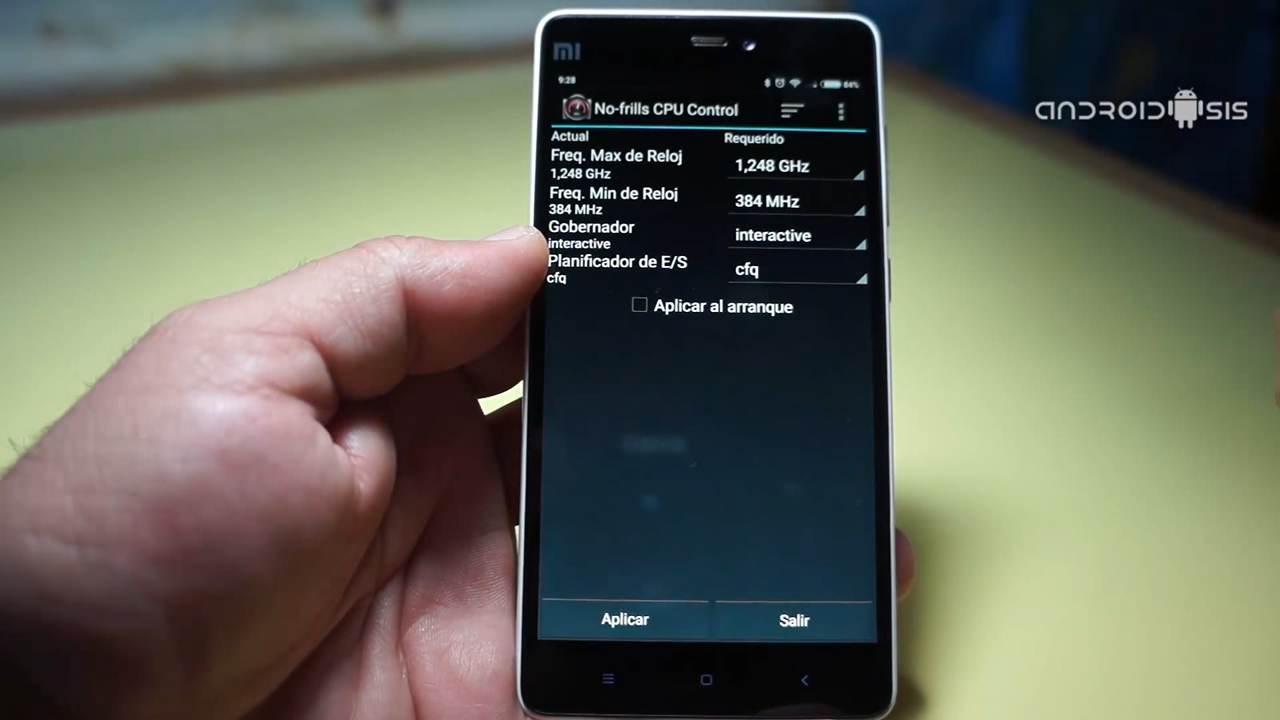 mi
9:28
84%
No-frills CPU Control
ANDROIDSIS
Actual
Requerido
Freq. Max de Reloj
1,248 GHz
1,248 GHz
Freq. Min de Reloj
384 MHz
384 MHz
Gobernador
interactive
interactive
Planificador de E/S
cfq
cfq
Aplicar al arranque
Aplicar
Salir